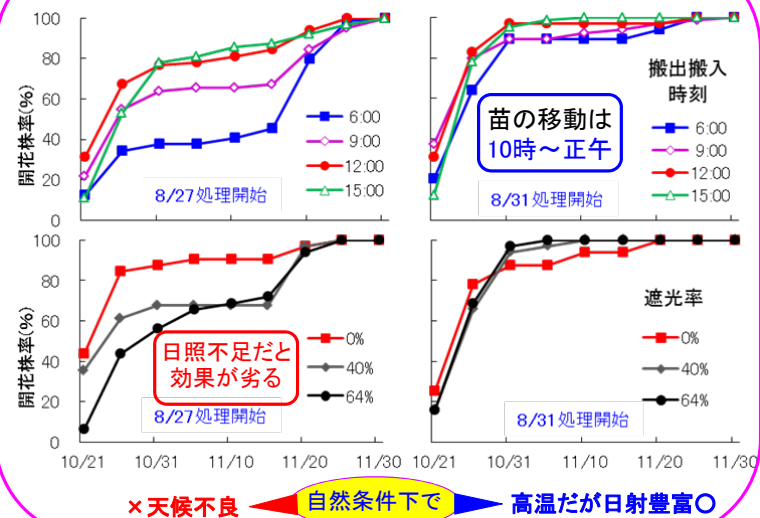 100
80
60
40
20
0
開花株率(%)
6:00
9:00
12:00
15:00
8/27処理開始
搬出搬入
時刻
苗の移動は
10時～正午
6:00
9:00
12:00
15:00
8/31処理開始
100
80
60
40
20
0
開花株率(%)
日照不足だと
効果が劣る
0%
40%
64%
8/27処理開始
遮光率
0%
40%
64%
8/31処理開始
10/21 10/31 11/10 11/20 11/30
10/21 10/31 11/10 11/20 11/30
×天候不良
自然条件下で
高温だが日射豊富○